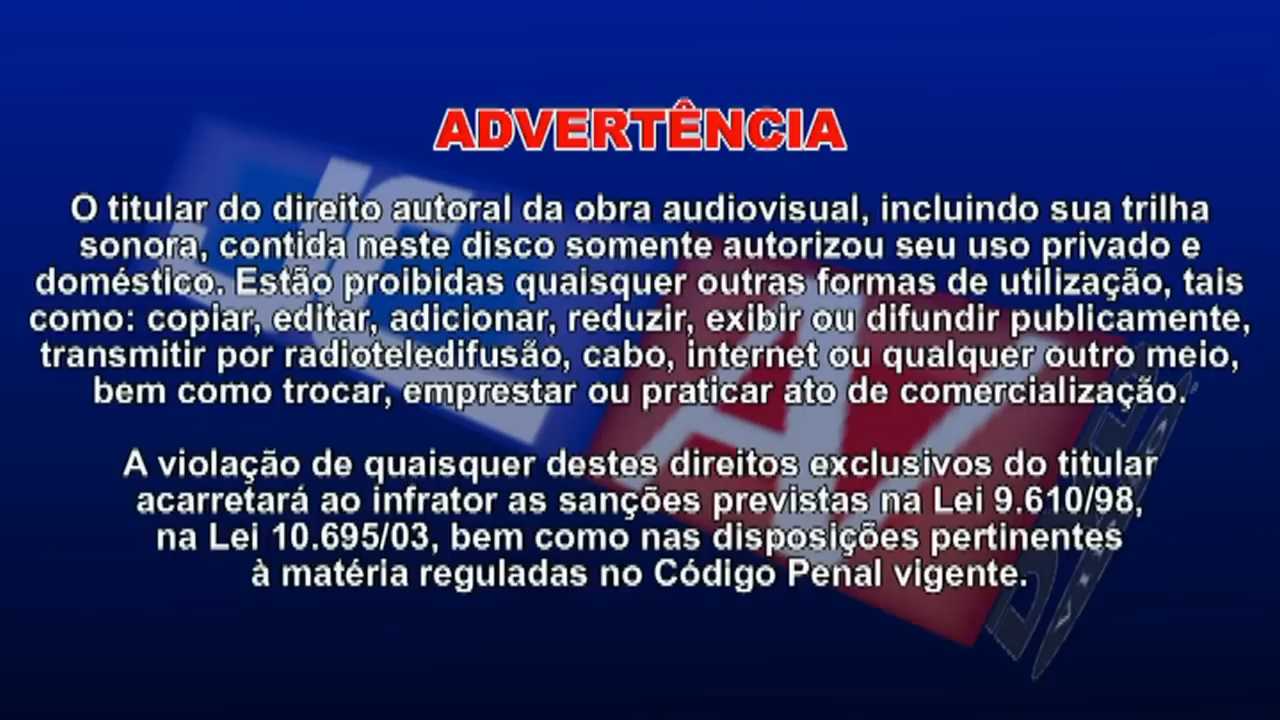 ADVERTÊNCIA
O titular do direito autoral da obra audiovisual, incluindo sua trilha
sonora, contida neste disco somente autorizou seu uso privado e
doméstico. Estão proibidas quaisquer outras formas de utilização, tais
como: copiar, editar, adicionar, reduzir, exibir ou difundir publicamente,
transmitir por radioteledifusão, cabo, internet ou qualquer outro meio,
bem como trocar, emprestar ou praticar ato de comercialização.
A violação de quaisquer destes direitos exclusivos do titular
acarretará ao infrator as sanções previstas na Lei 9.610/98,
na Lei 10.695/03, bem como nas disposições pertinentes
à matéria reguladas no Código Penal vigente.